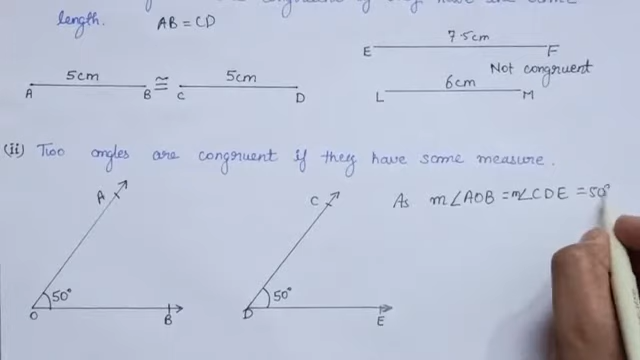 length. AB = CD
5cm 5cm
A B ≅ C D
7.5cm
E F
Not congruent
6cm
L M
(ii) Two angles are congruent if they have same measure.
A C As m∠AOB = m∠CDE = 50°
50° 50°
O B D E